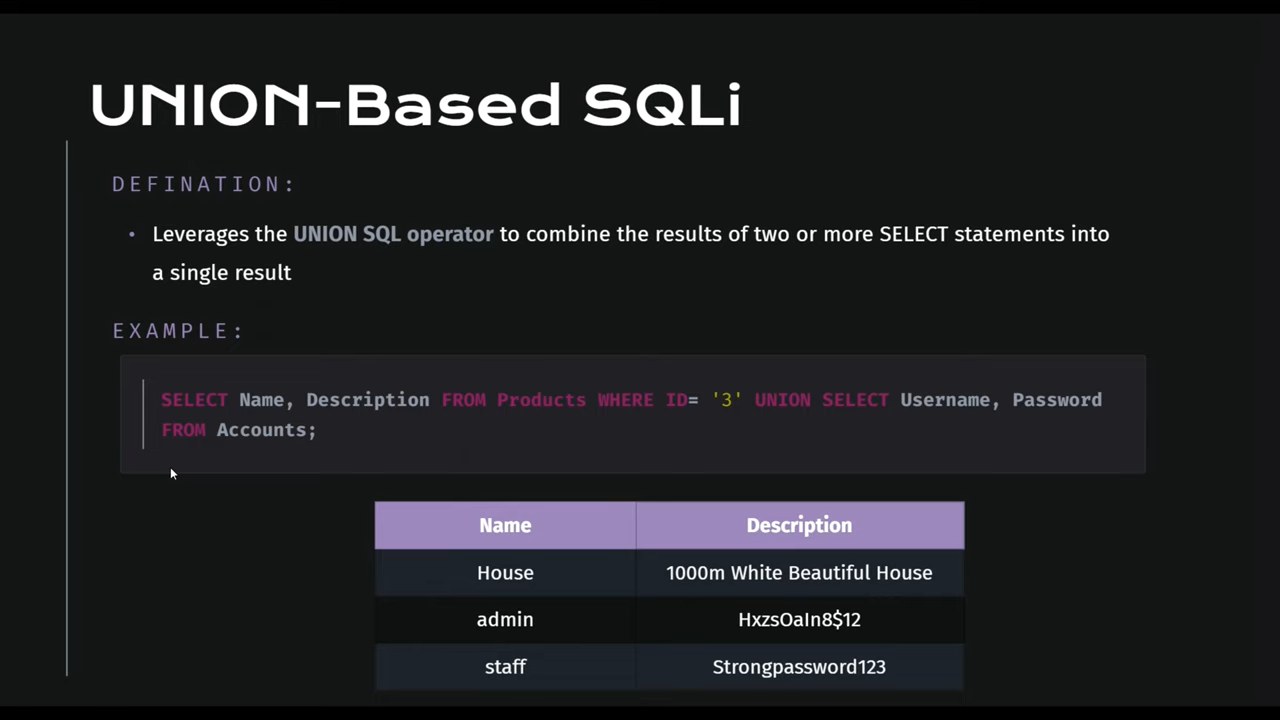 UNION-Based SQLi
DEFINATION:
• Leverages the UNION SQL operator to combine the results of two or more SELECT statements into
a single result
EXAMPLE:
SELECT Name, Description FROM Products WHERE ID= '3' UNION SELECT Username, Password
FROM Accounts;
Name Description
House 1000m White Beautiful House
admin HxzsOaIn8$12
staff Strongpassword123